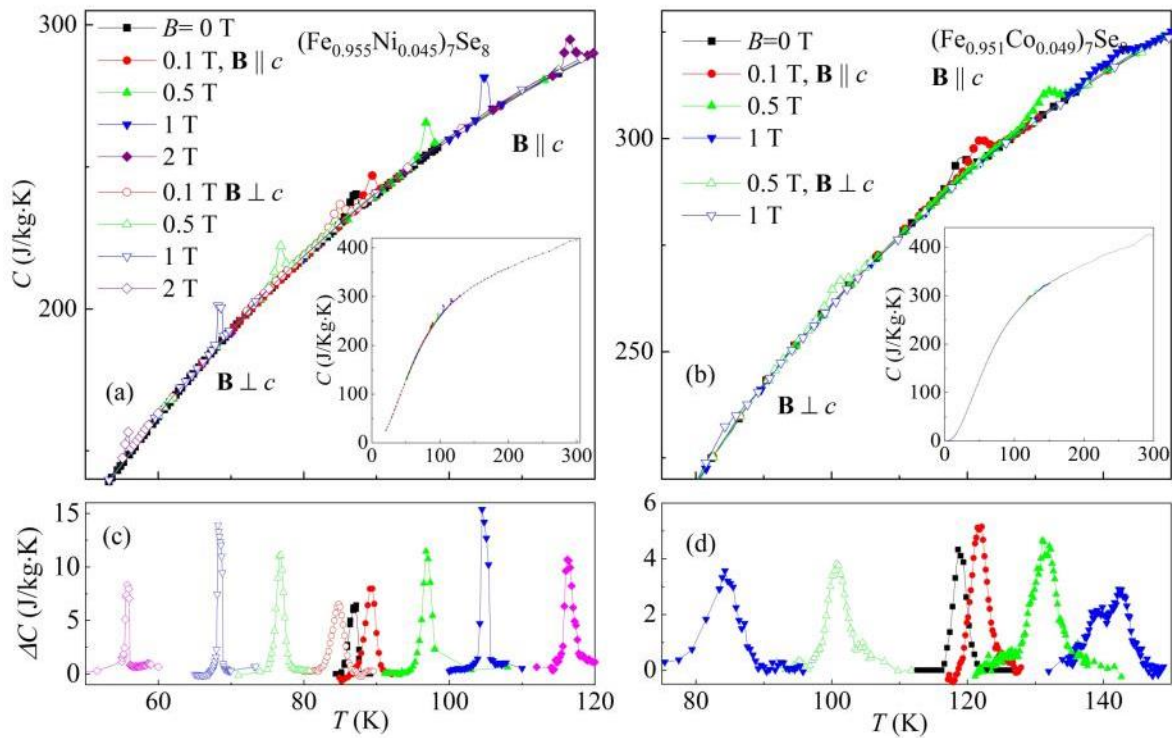 300
200
C (J/kg·K)
B= 0 T
0.1 T, B || c
0.5 T
1 T
2 T
0.1 T B ⊥ c
0.5 T
1 T
2 T
(Fe0.955Ni0.045)7Se8
B || c
B ⊥ c
(a)
400
300
200
100
0
C (J/Kg·K)
0 100 200 300
300
250
C (J/kg·K)
B=0 T
0.1 T, B || c
0.5 T
1 T
0.5 T, B ⊥ c
1 T
(Fe0.951Co0.049)7Se
B || c
B ⊥ c
(b)
400
300
200
100
0
C (J/Kg·K)
0 100 200 300
15
10
5
0
ΔC (J/kg·K)
(c)
60 80 100 120
T (K)
6
4
2
0
(d)
80 100 120 140
T (K)